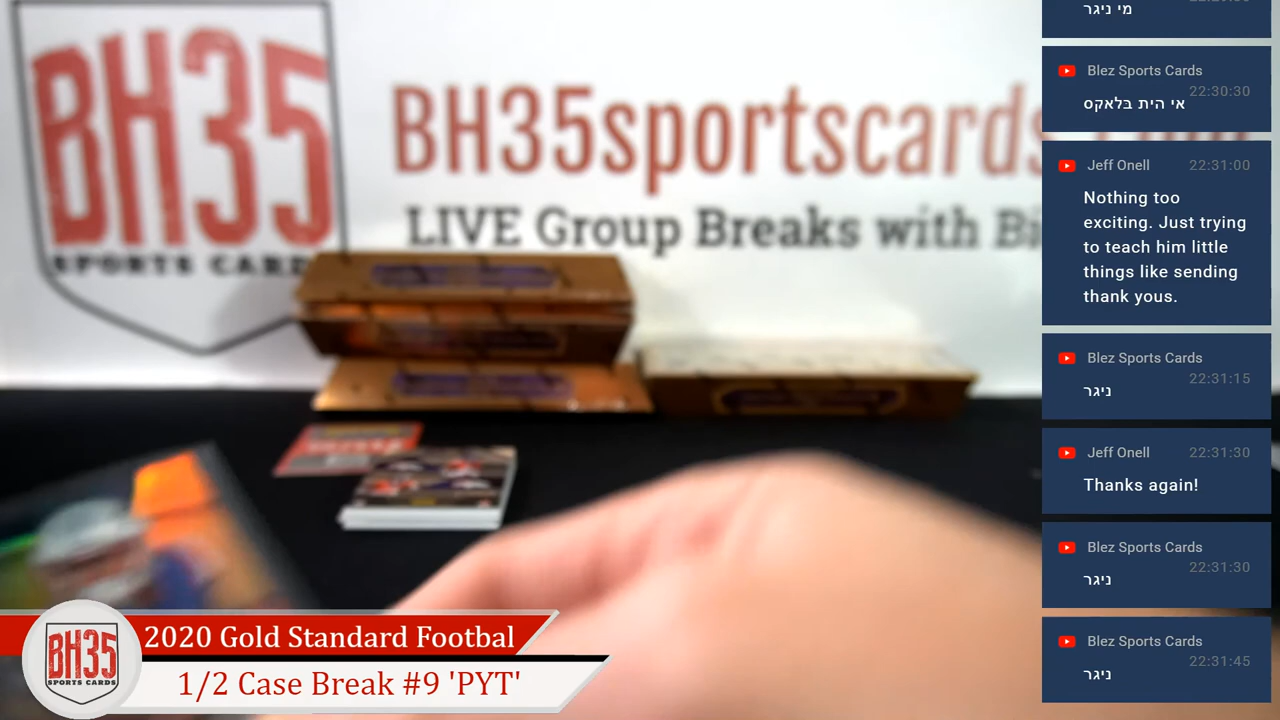 BH35
SPORTS CARD
BH35sportscards
LIVE Group Breaks with Bi
מי ניגר
Blez Sports Cards
22:30:30
אי הית בלאקס
Jeff Onell 22:31:00
Nothing too
exciting. Just trying
to teach him little
things like sending
thank yous.
Blez Sports Cards
22:31:15
ניגר
Jeff Onell 22:31:30
Thanks again!
Blez Sports Cards
22:31:30
ניגר
Blez Sports Cards
22:31:45
ניגר
BH35
SPORTS CARDS
2020 Gold Standard Footbal
1/2 Case Break #9 'PYT'